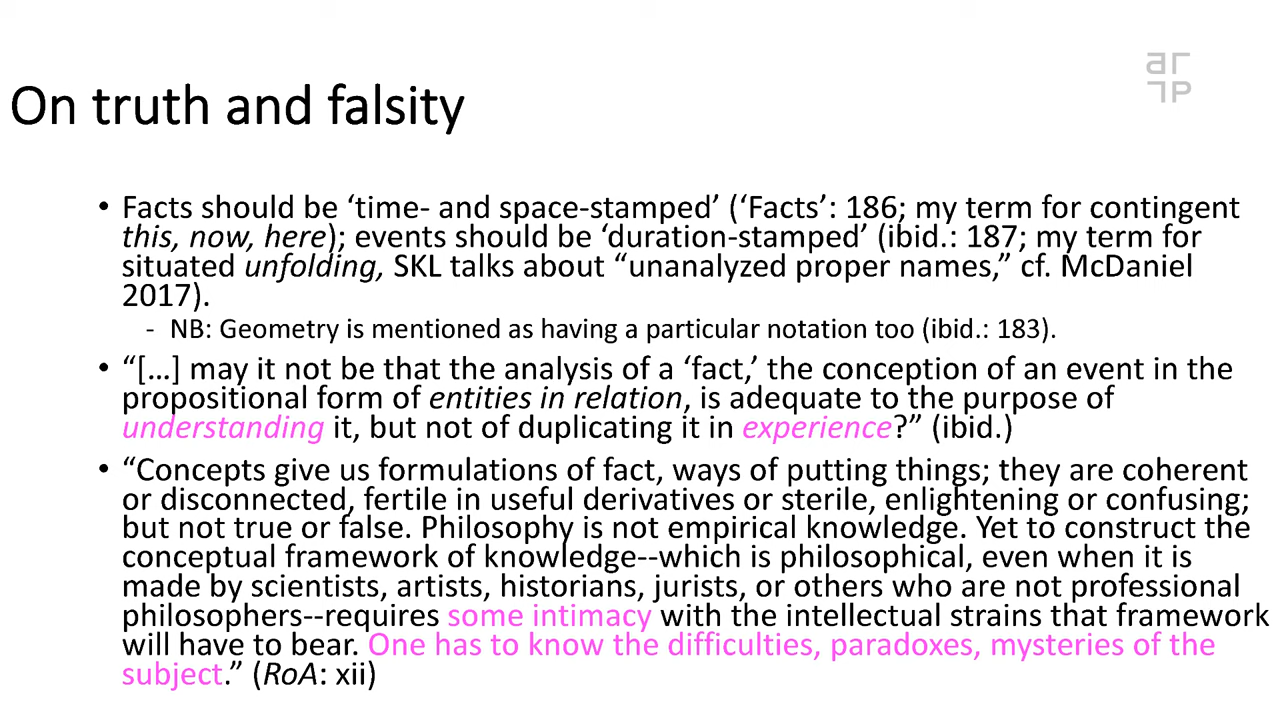 ar
Lp
On truth and falsity
• Facts should be ‘time- and space-stamped’ (‘Facts’: 186; my term for contingent
this, now, here); events should be ‘duration-stamped’ (ibid.: 187; my term for
situated unfolding, SKL talks about “unanalyzed proper names,” cf. McDaniel
2017).
- NB: Geometry is mentioned as having a particular notation too (ibid.: 183).
• “[…] may it not be that the analysis of a ‘fact,’ the conception of an event in the
propositional form of entities in relation, is adequate to the purpose of
understanding it, but not of duplicating it in experience?” (ibid.)
• “Concepts give us formulations of fact, ways of putting things; they are coherent
or disconnected, fertile in useful derivatives or sterile, enlightening or confusing;
but not true or false. Philosophy is not empirical knowledge. Yet to construct the
conceptual framework of knowledge--which is philosophical, even when it is
made by scientists, artists, historians, jurists, or others who are not professional
philosophers--requires some intimacy with the intellectual strains that framework
will have to bear. One has to know the difficulties, paradoxes, mysteries of the
subject.” (RoA: xii)